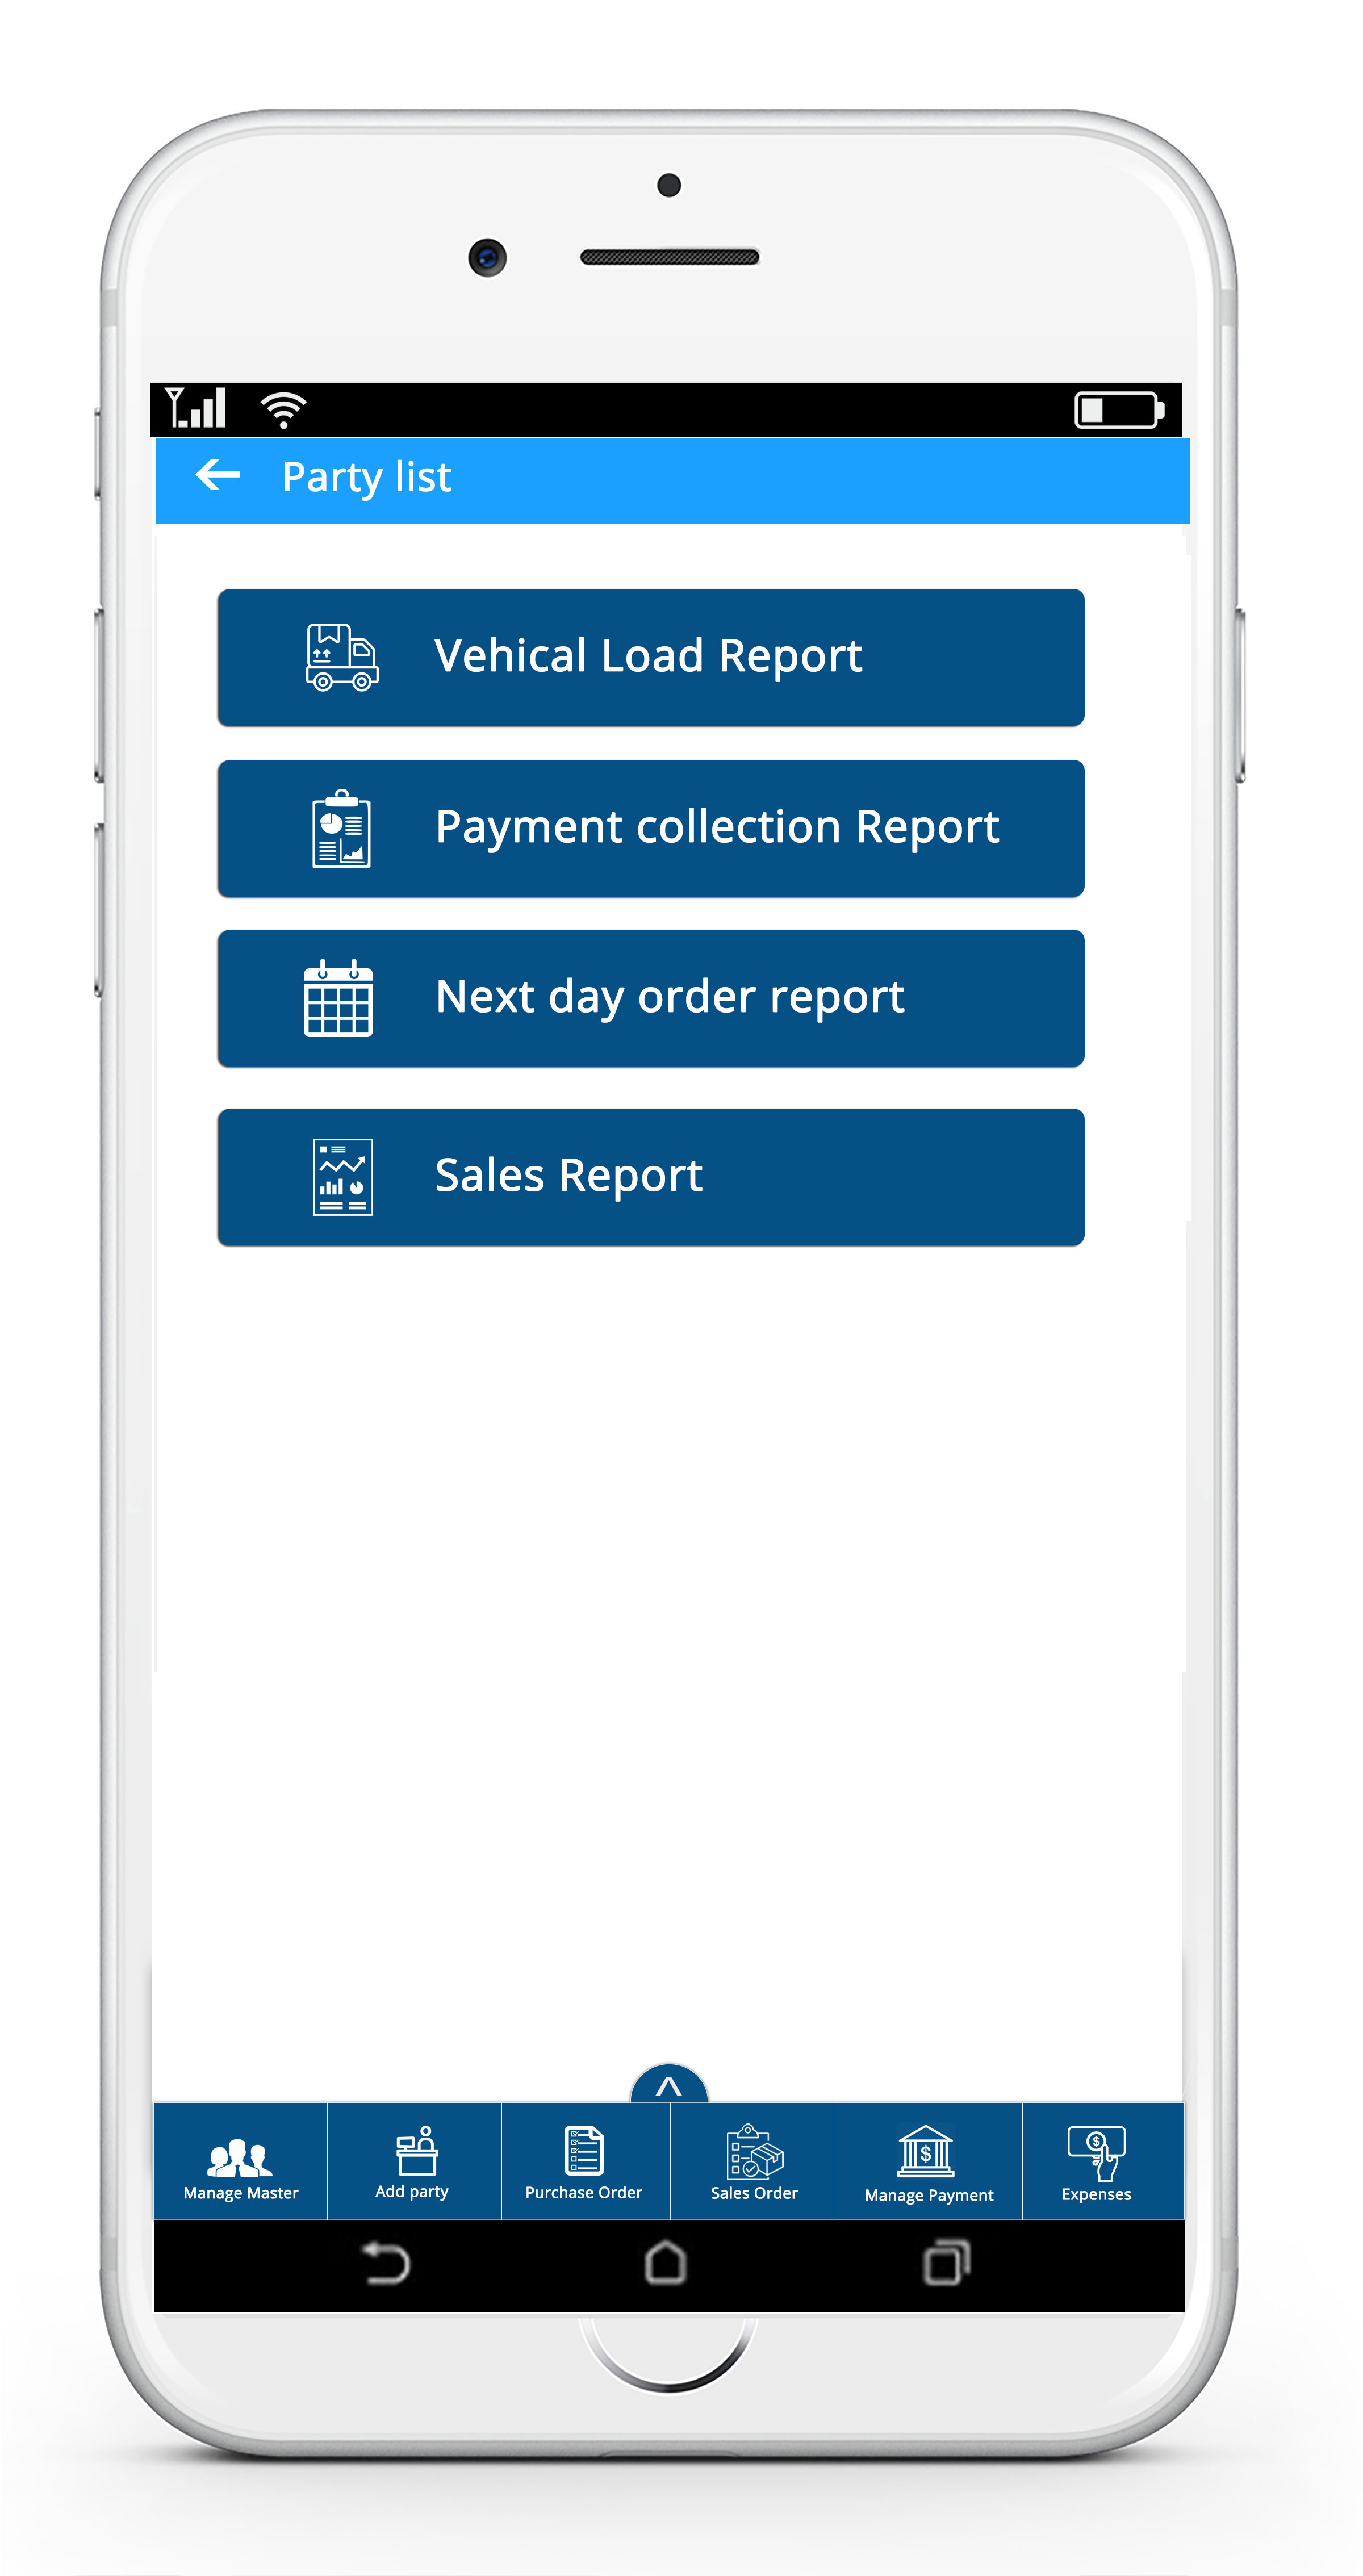 Party list
Vehical Load Report
Payment collection Report
Next day order report
Sales Report
Manage Master
Add party
Purchase Order
Sales Order
Manage Payment
Expenses